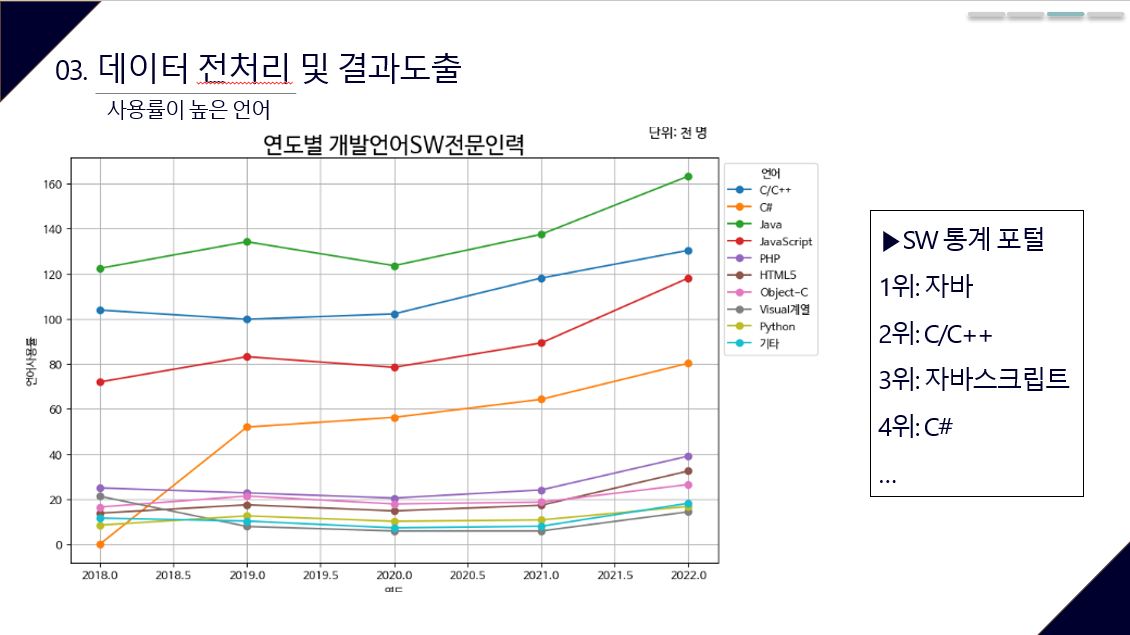 03. 데이터 전처리 및 결과도출
사용률이 높은 언어
단위: 천 명
연도별 개발언어SW전문인력
언어
C/C++
C#
Java
JavaScript
PHP
HTML5
Object-C
Visual계열
Python
기타
160
140
120
100
80
60
40
20
0
언어사용률
2018.0 2018.5 2019.0 2019.5 2020.0 2020.5 2021.0 2021.5 2022.0
▶SW 통계 포털
1위: 자바
2위: C/C++
3위: 자바스크립트
4위: C#
...